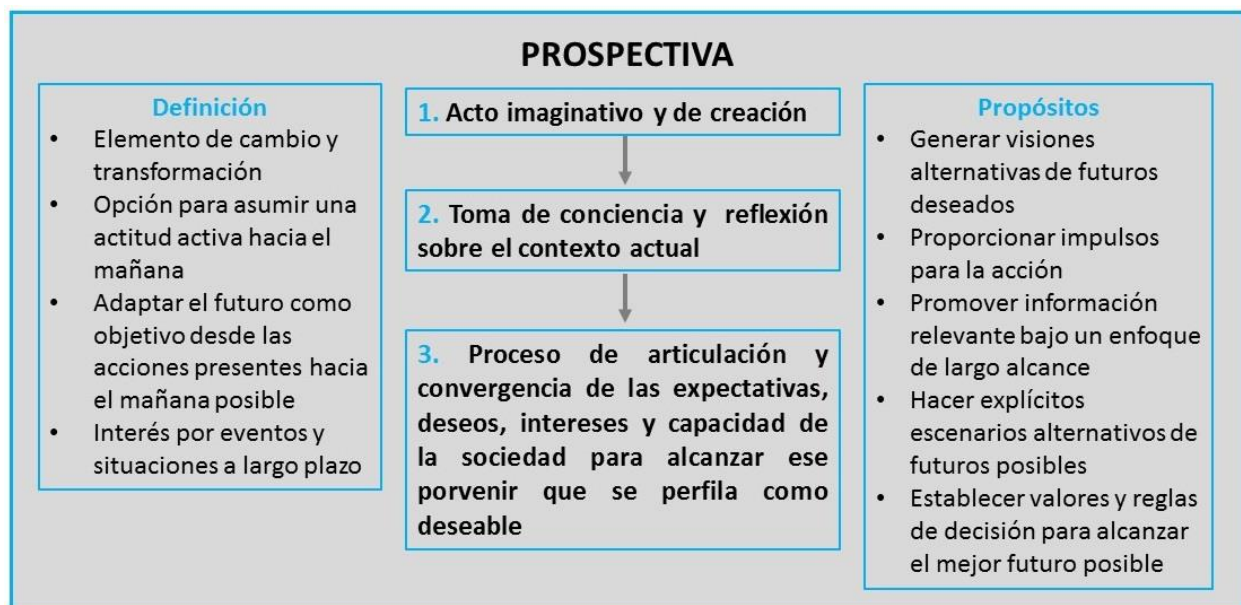 PROSPECTIVA
Definición
• Elemento de cambio y
transformación
• Opción para asumir una
actitud activa hacia el
mañana
• Adaptar el futuro como
objetivo desde las
acciones presentes hacia
el mañana posible
• Interés por eventos y
situaciones a largo plazo
1. Acto imaginativo y de creación
2. Toma de conciencia y reflexión
sobre el contexto actual
3. Proceso de articulación y
convergencia de las expectativas,
deseos, intereses y capacidad de
la sociedad para alcanzar ese
porvenir que se perfila como
deseable
Propósitos
• Generar visiones
alternativas de futuros
deseados
• Proporcionar impulsos
para la acción
• Promover información
relevante bajo un enfoque
de largo alcance
• Hacer explícitos
escenarios alternativos de
futuros posibles
• Establecer valores y reglas
de decisión para alcanzar
el mejor futuro posible